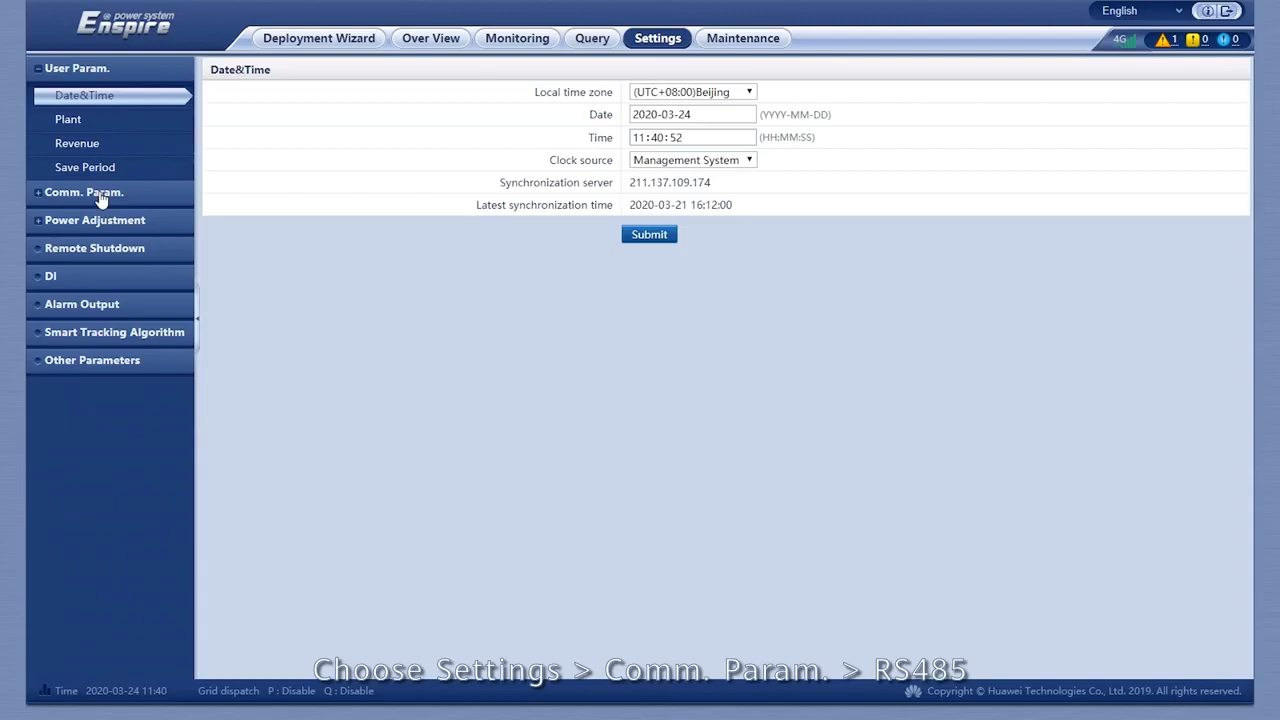 @ power system
Enspire
English
Deployment Wizard
Over View
Monitoring
Query
Settings
Maintenance
4G
1
0
0
User Param.
Date&Time
Plant
Revenue
Save Period
Comm. Param.
Power Adjustment
Remote Shutdown
DI
Alarm Output
Smart Tracking Algorithm
Other Parameters
Date&Time
Local time zone (UTC+08:00)Beijing
Date 2020-03-24 (YYYY-MM-DD)
Time 11:40:52 (HH:MM:SS)
Clock source Management System
Synchronization server 211.137.109.174
Latest synchronization time 2020-03-21 16:12:00
Submit
Choose Settings > Comm. Param. > RS485
Time 2020-03-24 11:40
Grid dispatch P : Disable Q : Disable
Copyright © Huawei Technologies Co., Ltd. 2019. All rights reserved.